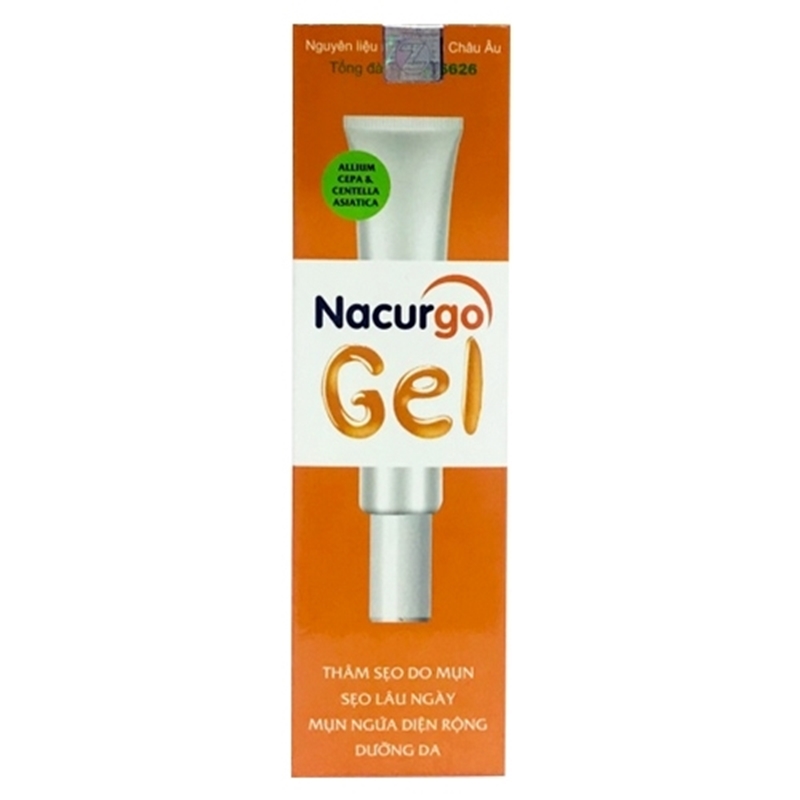 Nguyên liệu Châu Âu
Tổng đà 6626
ALLIUM
CEPA &
CENTELLA
ASIATICA
Nacurgo
Gel
THÂM SẸO DO MỤN
SẸO LÂU NGÀY
MỤN NGỨA DIỆN RỘNG
DƯỠNG DA